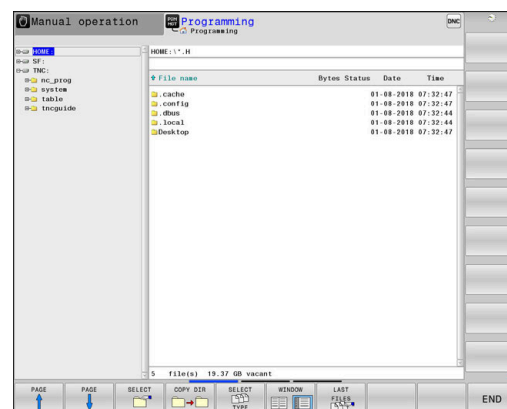 Manual operation
Programming
Programming
DNC
HOME:
SF:
TNC:
nc_prog
system
table
tncguide
HOME:\*.H
File name Bytes Status Date Time
.cache 01-08-2018 07:32:47
.config 01-08-2018 07:32:47
.dbus 01-08-2018 07:32:44
.local 01-08-2018 07:32:44
Desktop 01-08-2018 07:32:47
5 file(s) 19.37 GB vacant
PAGE
PAGE
SELECT
COPY DIR
SELECT
TYPE
WINDOW
LAST
FILES
END